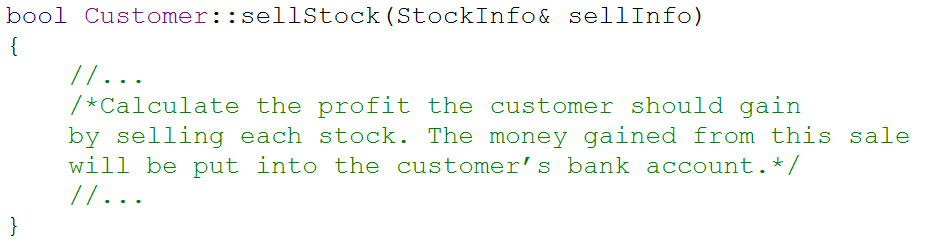 bool Customer::sellStock(StockInfo& sellInfo)
{
//...
/*Calculate the profit the customer should gain
by selling each stock. The money gained from this sale
will be put into the customer’s bank account.*/
//...
}